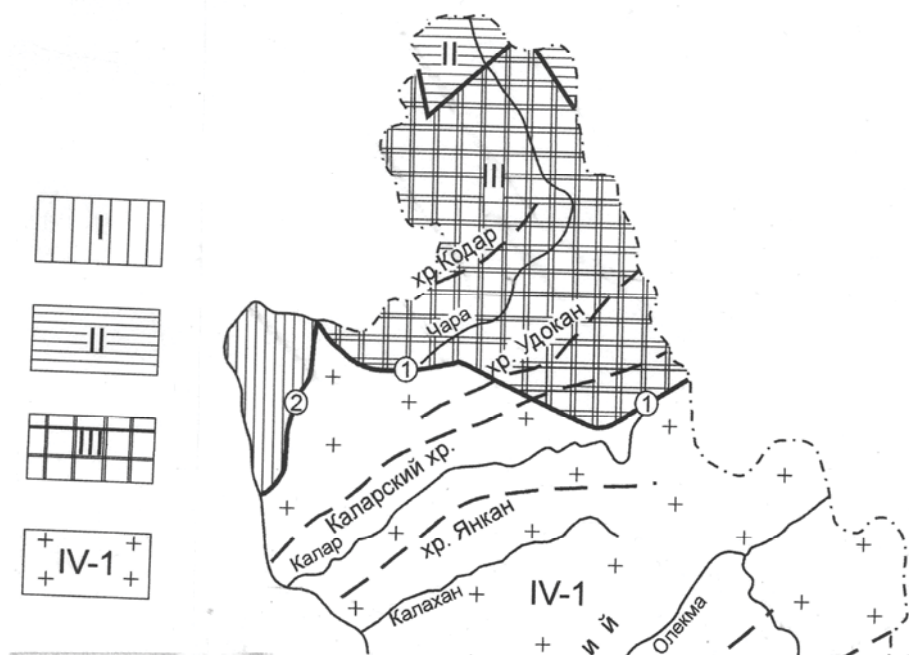 II
III
I
хр. Кодар
II
Чара
хр. Удокан
1
1
2
III
Каларский хр.
Калар
хр. Янкан
IV-1
Калахан
IV-1
и й
Олекма